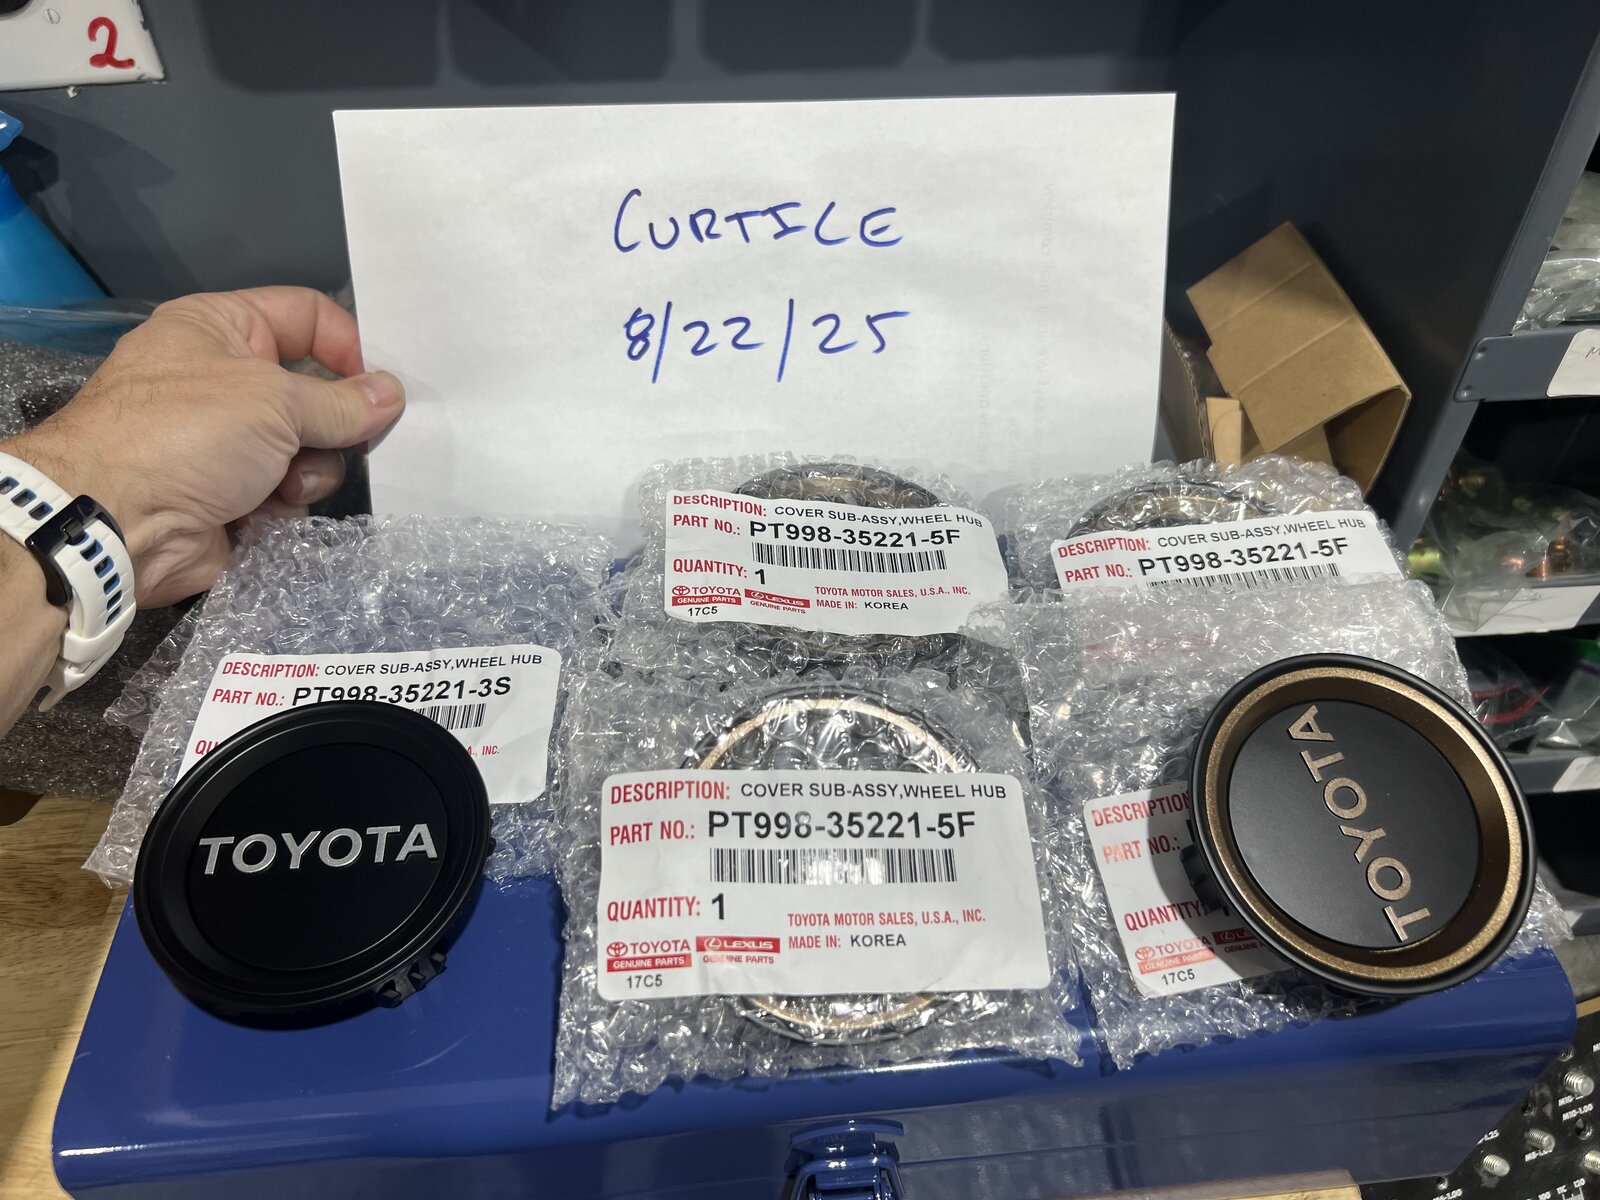 2
CURTICE
8/22/25
DESCRIPTION: COVER SUB-ASSY,WHEEL HUB
PART NO.: PT998-35221-5F
QUANTITY: 1
TOYOTA
GENUINE PARTS
LEXUS
GENUINE PARTS
TOYOTA MOTOR SALES, U.S.A., INC.
MADE IN: KOREA
17C5
DESCRIPTION: COVER SUB-ASSY,WHEEL HUB
PART NO.: PT998-35221-5F
DESCRIPTION: COVER SUB-ASSY,WHEEL HUB
PART NO.: PT998-35221-3S
INC.
TOYOTA
DESCRIPTION: COVER SUB-ASSY,WHEEL HUB
PART NO.: PT998-35221-5F
QUANTITY: 1
TOYOTA
GENUINE PARTS
LEXUS
GENUINE PARTS
TOYOTA MOTOR SALES, U.S.A., INC.
MADE IN: KOREA
17C5
DESCRIPTION
PART NO.:
QUANTITY:
TOYOTA
GENUINE PARTS
17C5
TOYOTA
M10-1.00